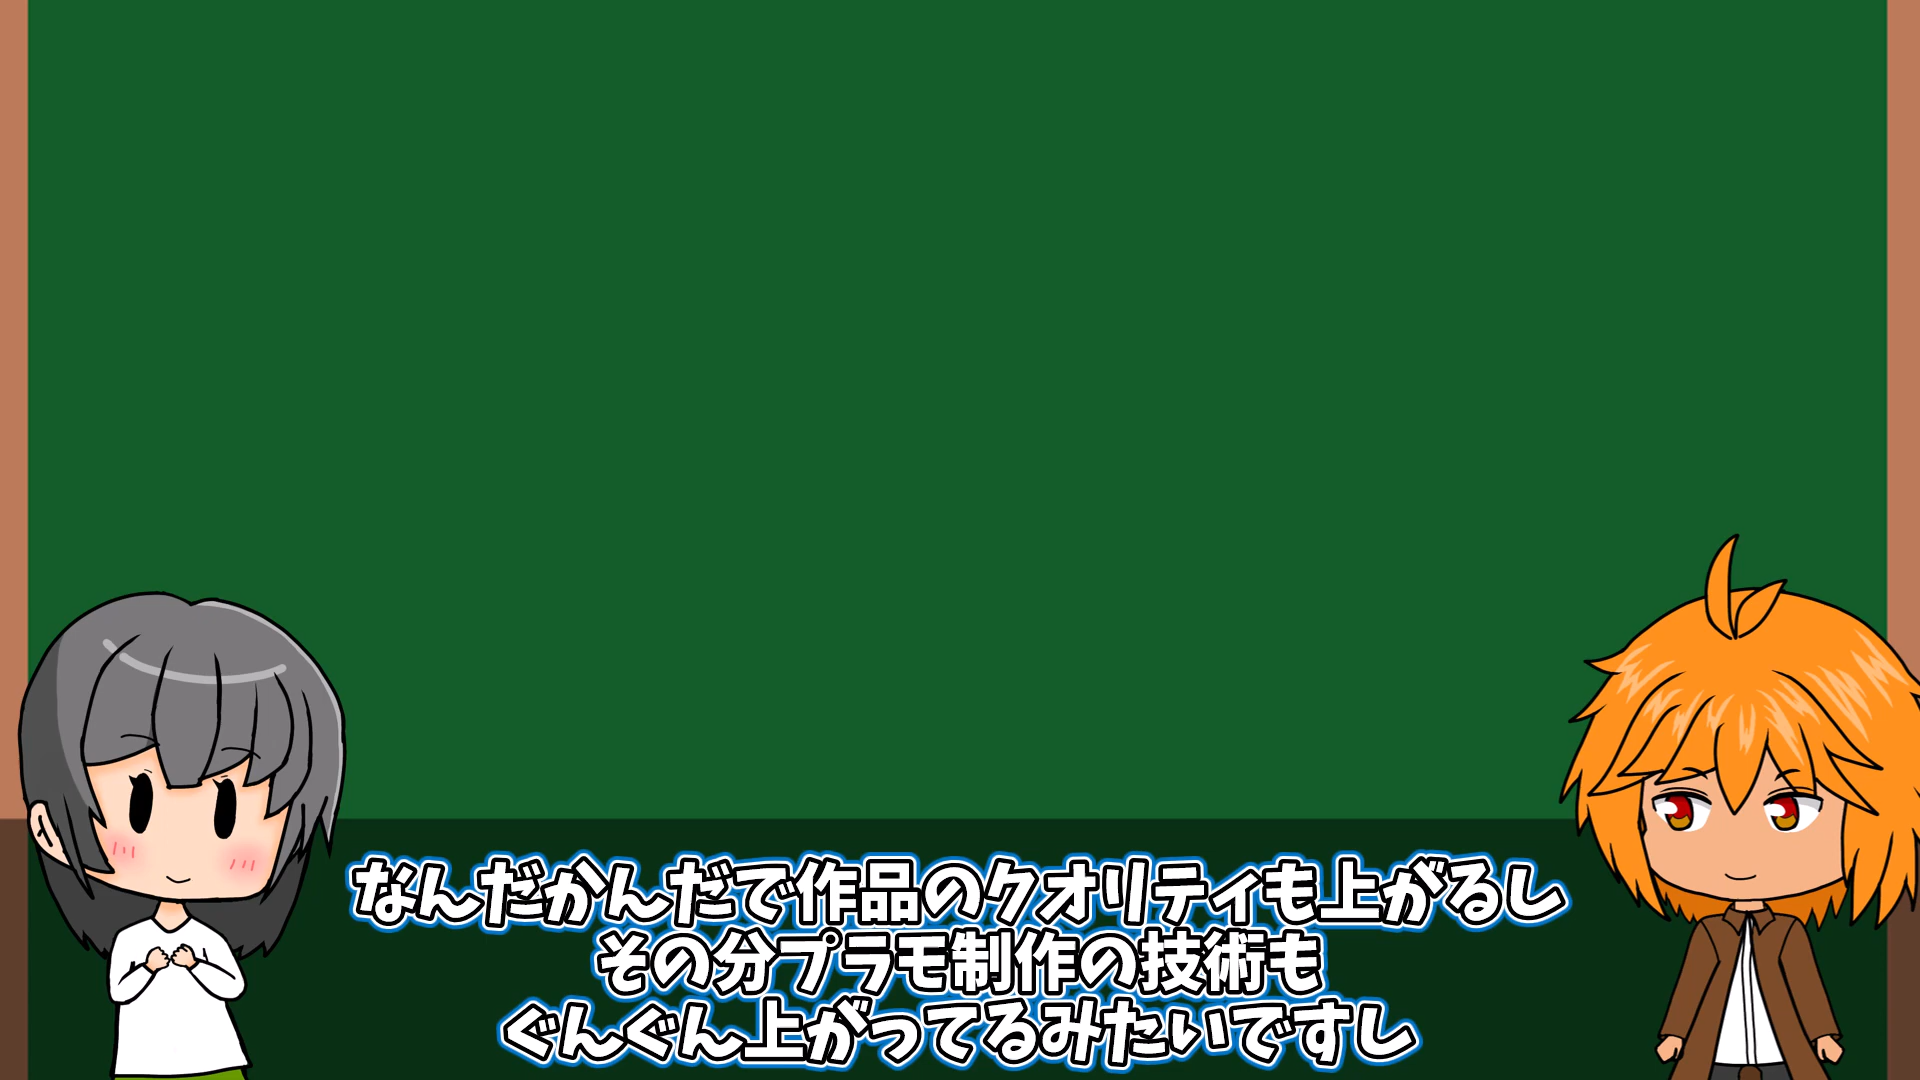 なんだかんだで作品のクオリティも上がるし
その分プラモ制作の技術も
ぐんぐん上がってるみたいですし